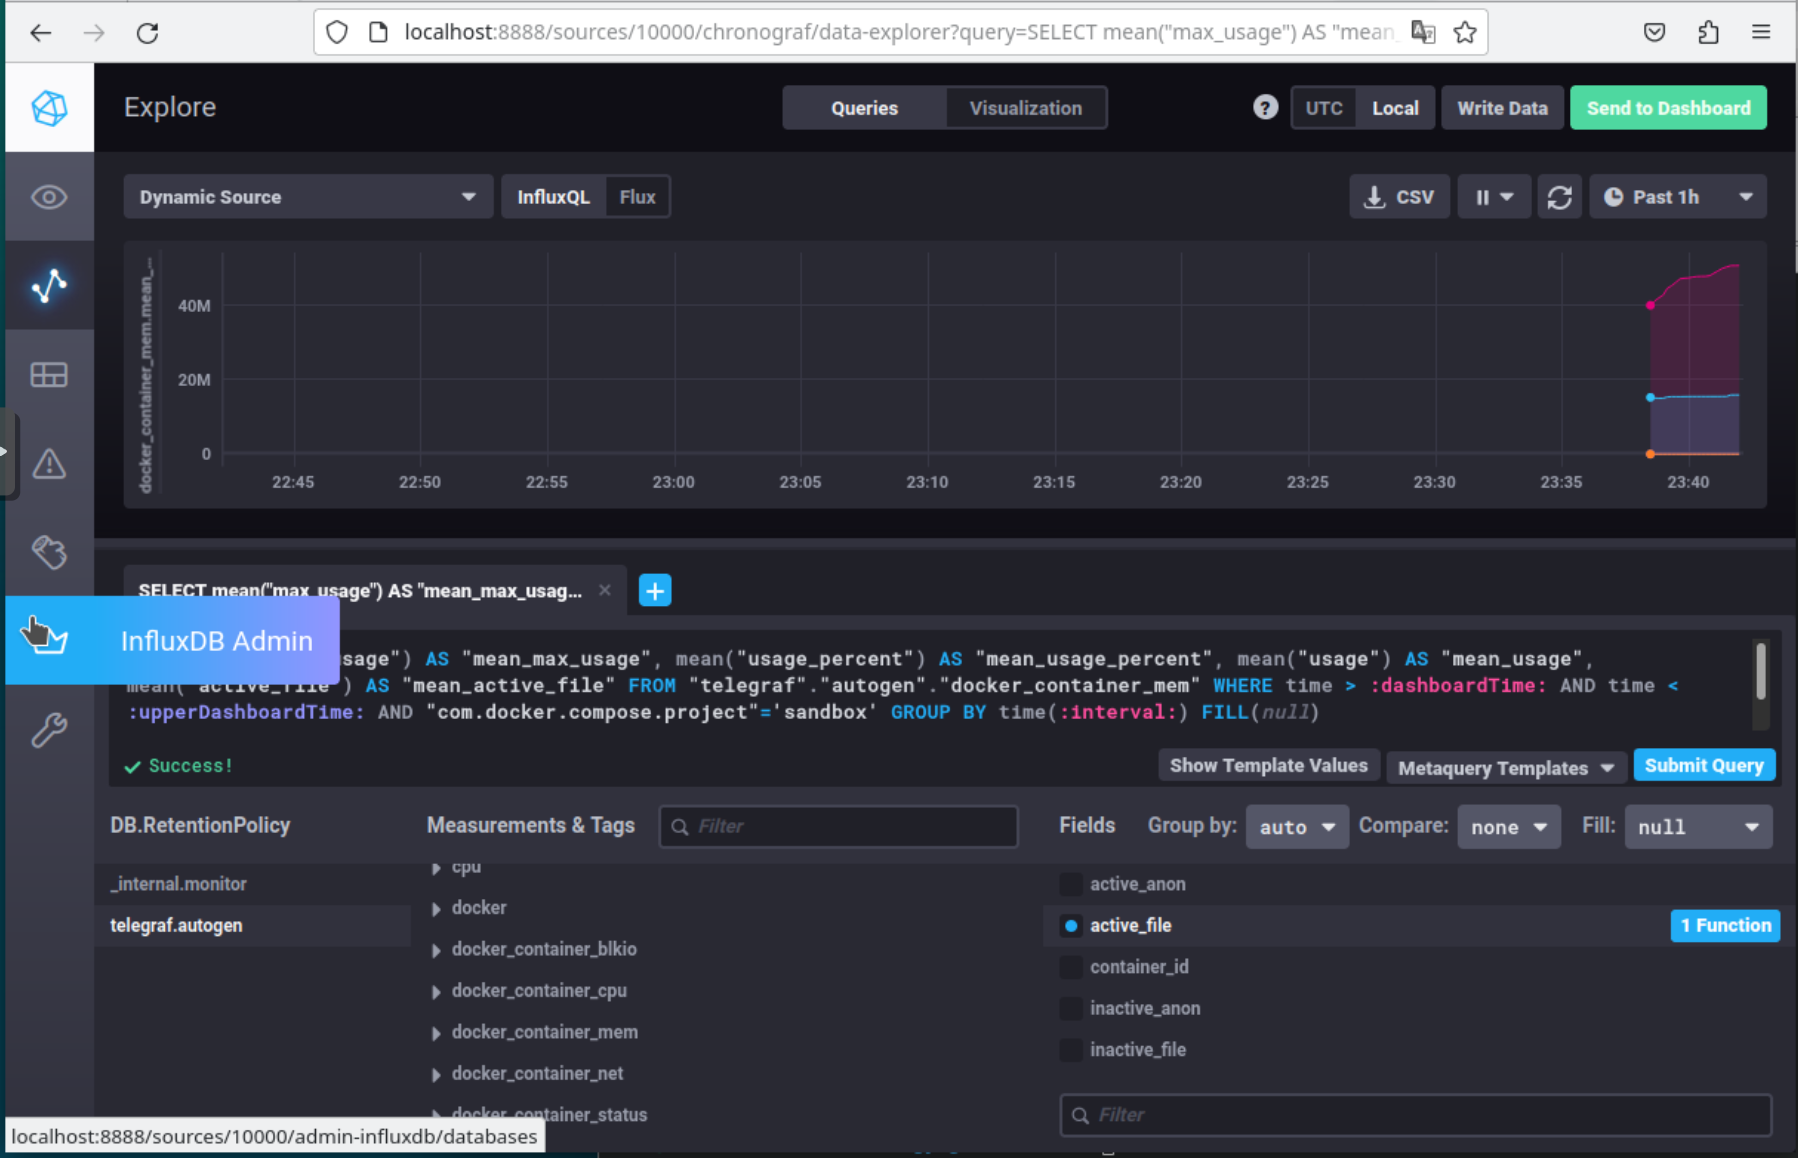 localhost:8888/sources/10000/chronograf/data-explorer?query=SELECT mean("max_usage") AS "mean_
Explore
Queries
Visualization
?
UTC
Local
Write Data
Send to Dashboard
Dynamic Source
InfluxQL
Flux
CSV
Past 1h
docker_container_mem.mean_...
40M
20M
0
22:45
22:50
22:55
23:00
23:05
23:10
23:15
23:20
23:25
23:30
23:35
23:40
SELECT mean("max_usage") AS "mean_max_usag...
InfluxDB Admin
sage") AS "mean_max_usage", mean("usage_percent") AS "mean_usage_percent", mean("usage") AS "mean_usage",
mean("active_file") AS "mean_active_file" FROM "telegraf"."autogen"."docker_container_mem" WHERE time > :dashboardTime: AND time <
:upperDashboardTime: AND "com.docker.compose.project"='sandbox' GROUP BY time(:interval:) FILL(null)
Success!
Show Template Values
Metaquery Templates
Submit Query
DB.RetentionPolicy
Measurements & Tags
Filter
Fields
Group by:
auto
Compare:
none
Fill:
null
_internal.monitor
telegraf.autogen
cpu
docker
docker_container_blkio
docker_container_cpu
docker_container_mem
docker_container_net
docker_container_status
active_anon
active_file
1 Function
container_id
inactive_anon
inactive_file
Filter
localhost:8888/sources/10000/admin-influxdb/databases